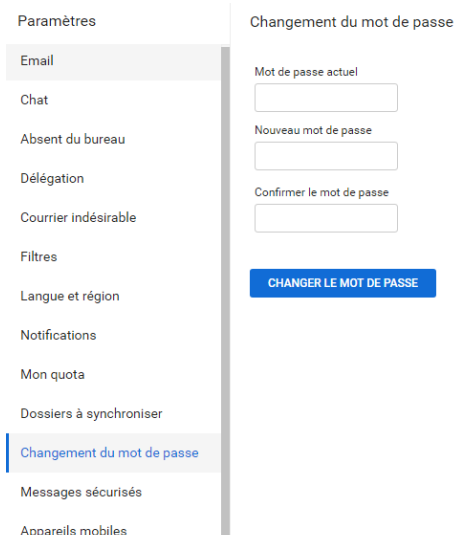 Paramètres
Email
Chat
Absent du bureau
Délégation
Courrier indésirable
Filtres
Langue et région
Notifications
Mon quota
Dossiers à synchroniser
Changement du mot de passe
Messages sécurisés
Appareils mobiles
Changement du mot de passe
Mot de passe actuel
Nouveau mot de passe
Confirmer le mot de passe
CHANGER LE MOT DE PASSE